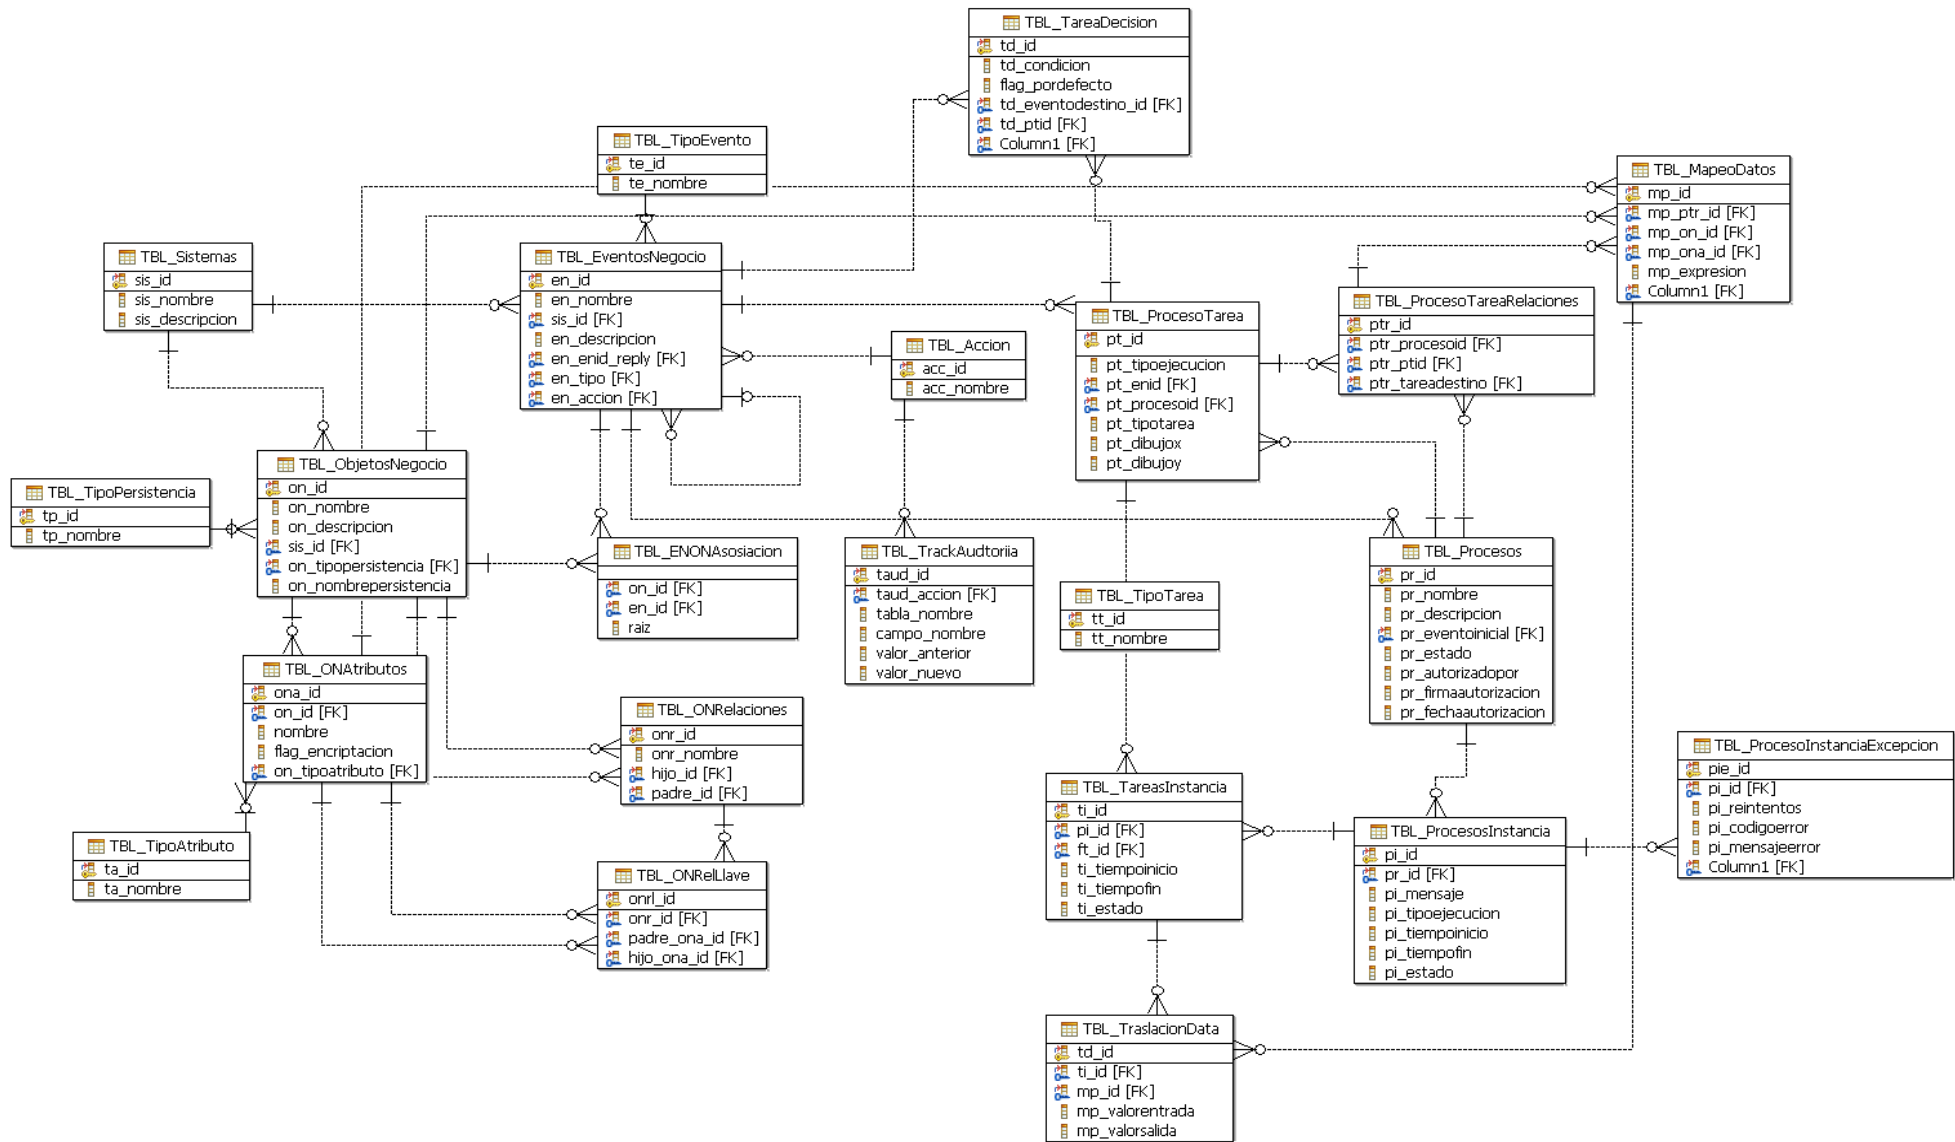 TBL_TareaDecision
td_id
td_condicion
flag_pordefecto
td_eventodestino_id [FK]
td_ptid [FK]
Column1 [FK]
TBL_TipoEvento
te_id
te_nombre
TBL_MapeoDatos
mp_id
mp_ptr_id [FK]
mp_on_id [FK]
mp_ona_id [FK]
mp_expresion
Column1 [FK]
TBL_Sistemas
sis_id
sis_nombre
sis_descripcion
TBL_EventosNegocio
en_id
en_nombre
sis_id [FK]
en_descripcion
en_enid_reply [FK]
en_tipo [FK]
en_accion [FK]
TBL_ProcesoTarea
pt_id
pt_tipoejecucion
pt_enid [FK]
pt_procesoid [FK]
pt_tipotarea
pt_dibujox
pt_dibujoy
TBL_ProcesoTareaRelaciones
ptr_id
ptr_procesoid [FK]
ptr_ptid [FK]
ptr_tareadestino [FK]
TBL_Accion
acc_id
acc_nombre
TBL_ObjetosNegocio
on_id
on_nombre
on_descripcion
sis_id [FK]
on_tipopersistencia [FK]
on_nombrepersistencia
TBL_TipoPersistencia
tp_id
tp_nombre
TBL_ENONAsosiacion
on_id [FK]
en_id [FK]
raiz
TBL_TrackAudtoriia
taud_id
taud_accion [FK]
tabla_nombre
campo_nombre
valor_anterior
valor_nuevo
TBL_TipoTarea
tt_id
tt_nombre
TBL_Procesos
pr_id
pr_nombre
pr_descripcion
pr_eventoinicial [FK]
pr_estado
pr_autorizadopor
pr_firmaautorizacion
pr_fechaautorizacion
TBL_ONAtributos
ona_id
on_id [FK]
nombre
flag_encriptacion
on_tipoatributo [FK]
TBL_ONRelaciones
onr_id
onr_nombre
hijo_id [FK]
padre_id [FK]
TBL_ProcesoInstanciaExcepcion
pie_id
pi_id [FK]
pi_reintentos
pi_codigoerror
pi_mensajeerror
Column1 [FK]
TBL_TareasInstancia
ti_id
pi_id [FK]
ft_id [FK]
ti_tiempoinicio
ti_tiempofin
ti_estado
TBL_ProcesosInstancia
pi_id
pr_id [FK]
pi_mensaje
pi_tipoejecucion
pi_tiempoinicio
pi_tiempofin
pi_estado
TBL_TipoAtributo
ta_id
ta_nombre
TBL_ONRelLlave
onrl_id
onr_id [FK]
padre_ona_id [FK]
hijo_ona_id [FK]
TBL_TraslacionData
td_id
ti_id [FK]
mp_id [FK]
mp_valorentrada
mp_valorsalida